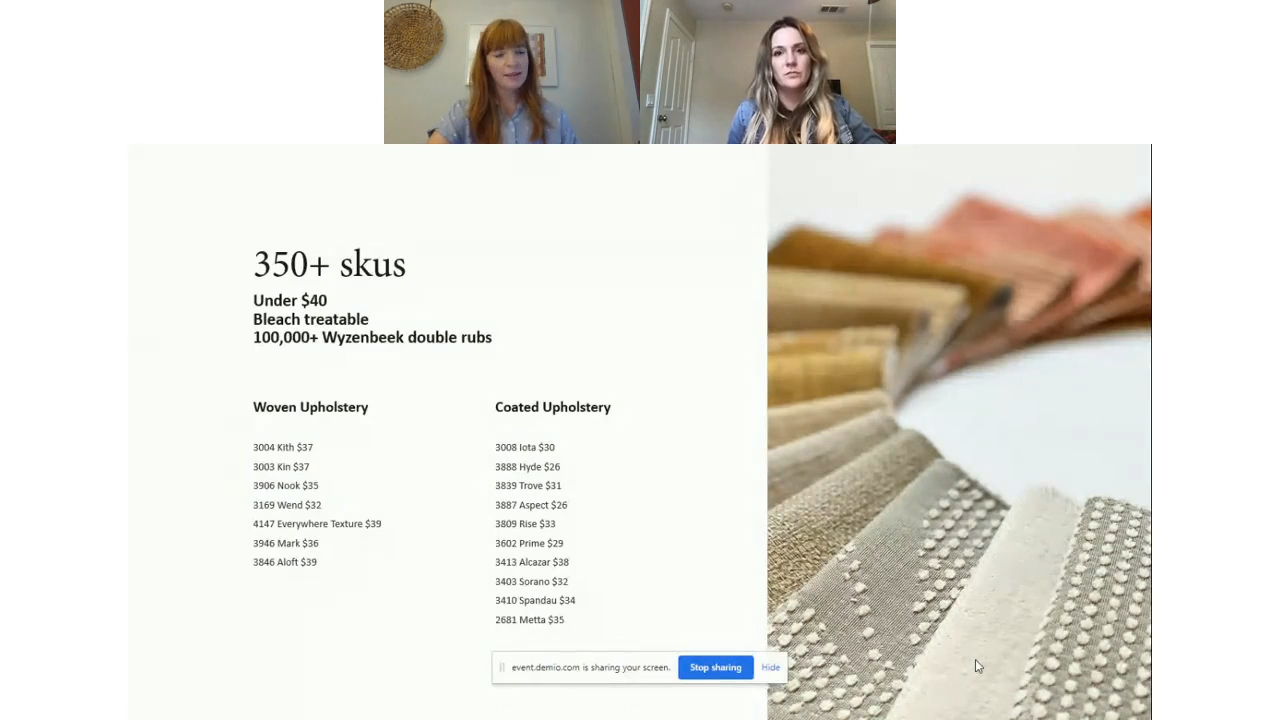 350+ skus
Under $40
Bleach treatable
100,000+ Wyzenbeek double rubs
Woven Upholstery
3004 Kith $37
3003 Kin $37
3906 Nook $35
3169 Wend $32
4147 Everywhere Texture $39
3946 Mark $36
3846 Aloft $39
Coated Upholstery
3008 Iota $30
3888 Hyde $26
3839 Trove $31
3887 Aspect $26
3809 Rise $33
3602 Prime $29
3413 Alcazar $38
3403 Sorano $32
3410 Spandau $34
2681 Metta $35
event.demio.com is sharing your screen.
Stop sharing
Hide